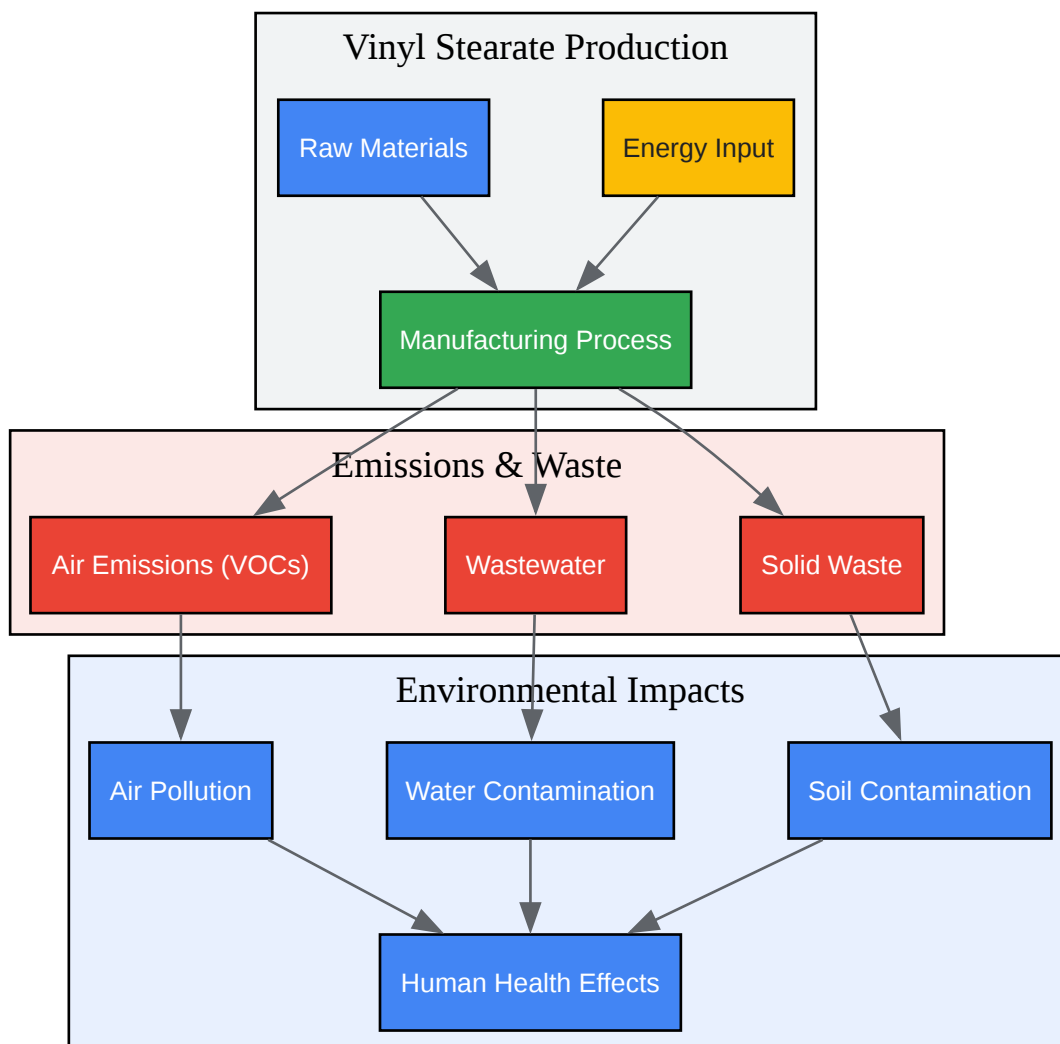 Vinyl Stearate Production
Raw Materials
Energy Input
Manufacturing Process
Emissions & Waste
Air Emissions (VOCs)
Wastewater
Solid Waste
Environmental Impacts
Air Pollution
Water Contamination
Soil Contamination
Human Health Effects